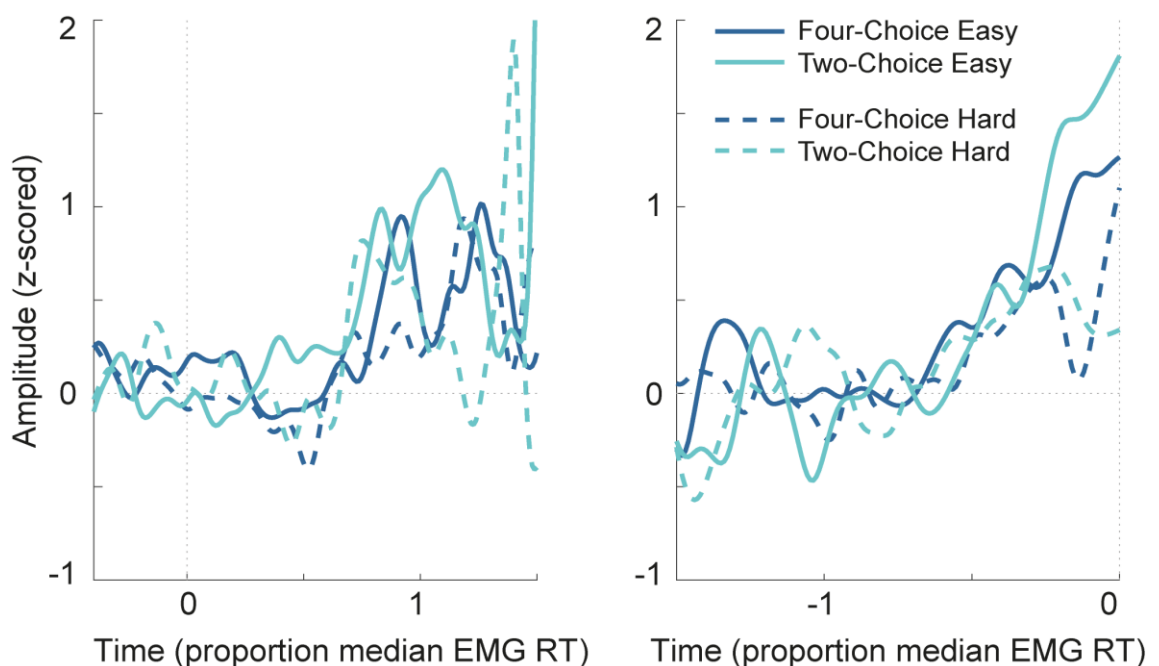 2
1
0
-1
Amplitude (z-scored)
0
1
Time (proportion median EMG RT)
2
1
0
-1
Four-Choice Easy
Two-Choice Easy
Four-Choice Hard
Two-Choice Hard
-1
0
Time (proportion median EMG RT)